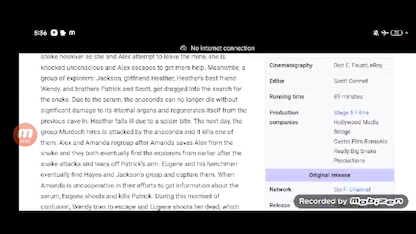 5:36
No internet connection
snake however as she and Alex attempt to leave the mine, she is
knocked unconscious and Alex escapes to get more help. Meanwhile, a
group of explorers: Jackson, girlfriend Heather, Heather's best friend
Wendy, and brothers Patrick and Scott, get dragged into the search for
the snake. Due to the serum, the anaconda can no longer die without
significant damage to its internal organs and regenerates itself from the
previous cave-in. Heather falls ill due to a spider bite. The next day, the
group Murdoch hires is attacked by the anaconda and it kills one of
them. Alex and Amanda regroup after Amanda saves Alex from the
snake and they both eventually find the explorers from earlier after the
snake attacks and tears off Patrick's arm. Eugene and his henchmen
eventually find Hayes and Jackson's group and capture them. When
Amanda is uncooperative in their efforts to get information about the
serum, Eugene shoots and kills Patrick. During this moment of
confusion, Wendy tries to escape and Eugene shoots her dead, which
Cinematography Don E. FauntLeRoy
Editor Scott Conrad
Running time 89 minutes
Production companies Stage 6 Films
Hollywood Media
Bridge
Castel Film Romania
Really Big Snake
Productions
Original release
Network Sci-Fi Channel
Release
Recorded by mobizen